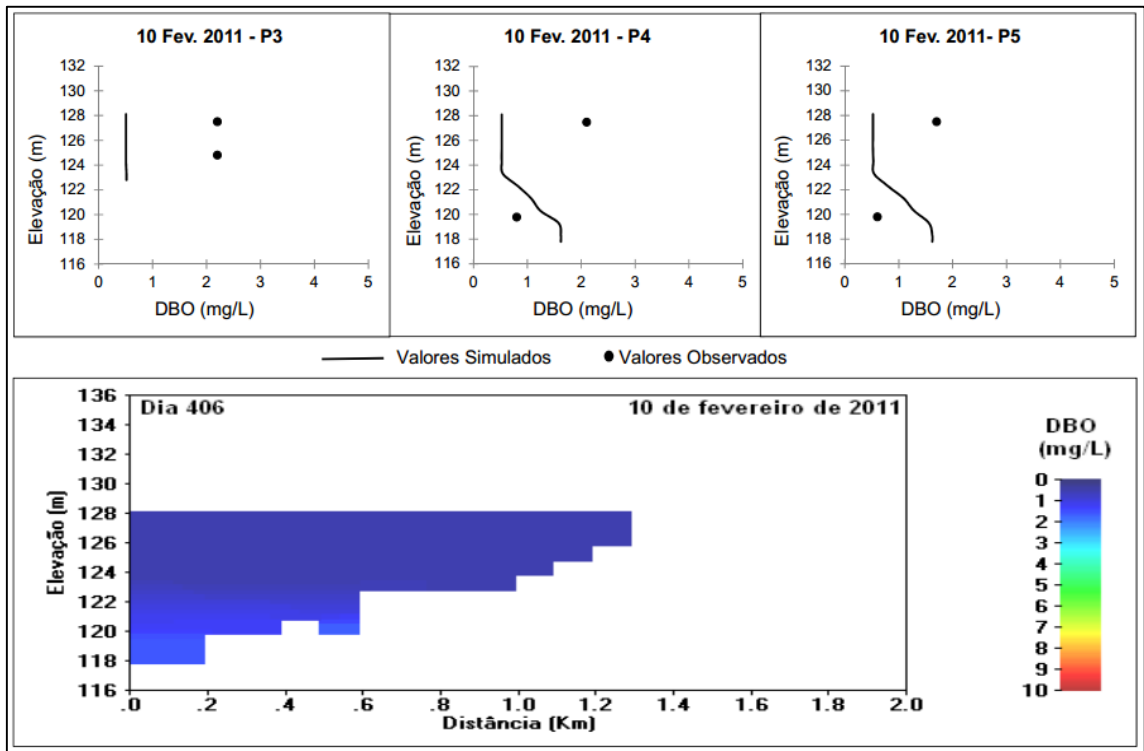 10 Fev. 2011 - P3
132
130
128
126
124
122
120
118
116
Elevação (m)
0 1 2 3 4 5
DBO (mg/L)
10 Fev. 2011 - P4
132
130
128
126
124
122
120
118
116
Elevação (m)
0 1 2 3 4 5
DBO (mg/L)
10 Fev. 2011- P5
132
130
128
126
124
122
120
118
116
Elevação (m)
0 1 2 3 4 5
DBO (mg/L)
Valores Simulados Valores Observados
Dia 406 10 de fevereiro de 2011
136
134
132
130
128
126
124
122
120
118
116
Elevação (m)
.0 .2 .4 .6 .8 1.0 1.2 1.4 1.6 1.8 2.0
Distância (Km)
DBO
(mg/L)
0
1
2
3
4
5
6
7
8
9
10